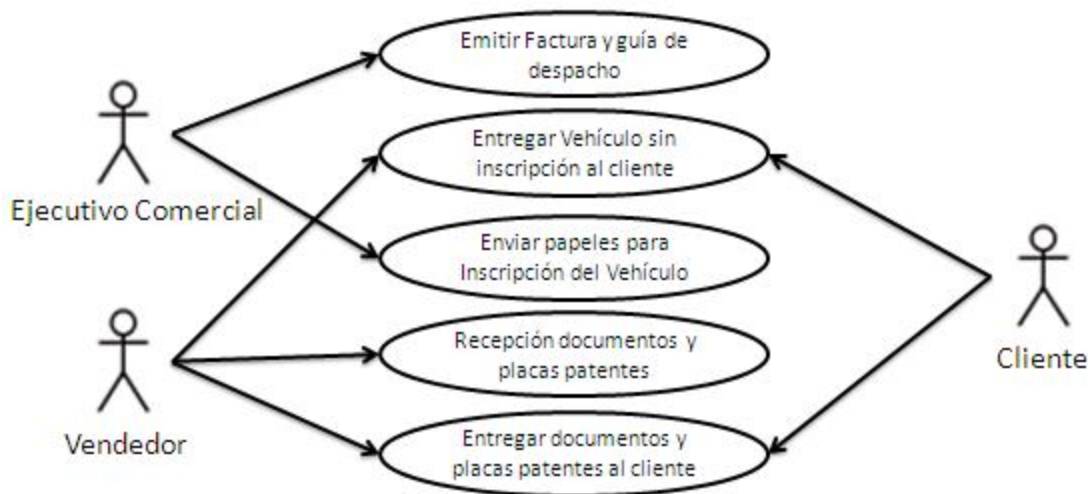 Emitir Factura y guía de
despacho
Entregar Vehículo sin
inscripción al cliente
Ejecutivo Comercial
Enviar papeles para
Inscripción del Vehículo
Recepción documentos y
placas patentes
Cliente
Vendedor
Entregar documentos y
placas patentes al cliente